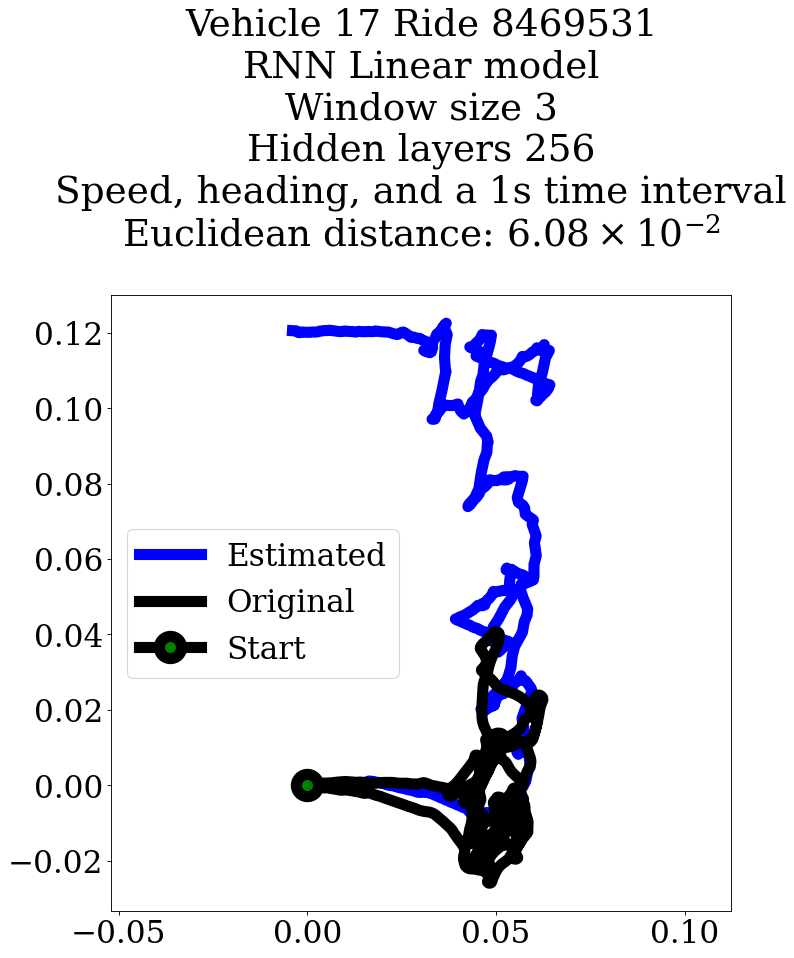 Vehicle 17 Ride 8469531
RNN Linear model
Window size 3
Hidden layers 256
Speed, heading, and a 1s time interval
Euclidean distance: 6.08 × 10⁻²
0.12
0.10
0.08
0.06
0.04
0.02
0.00
−0.02
Estimated
Original
Start
−0.05
0.00
0.05
0.10